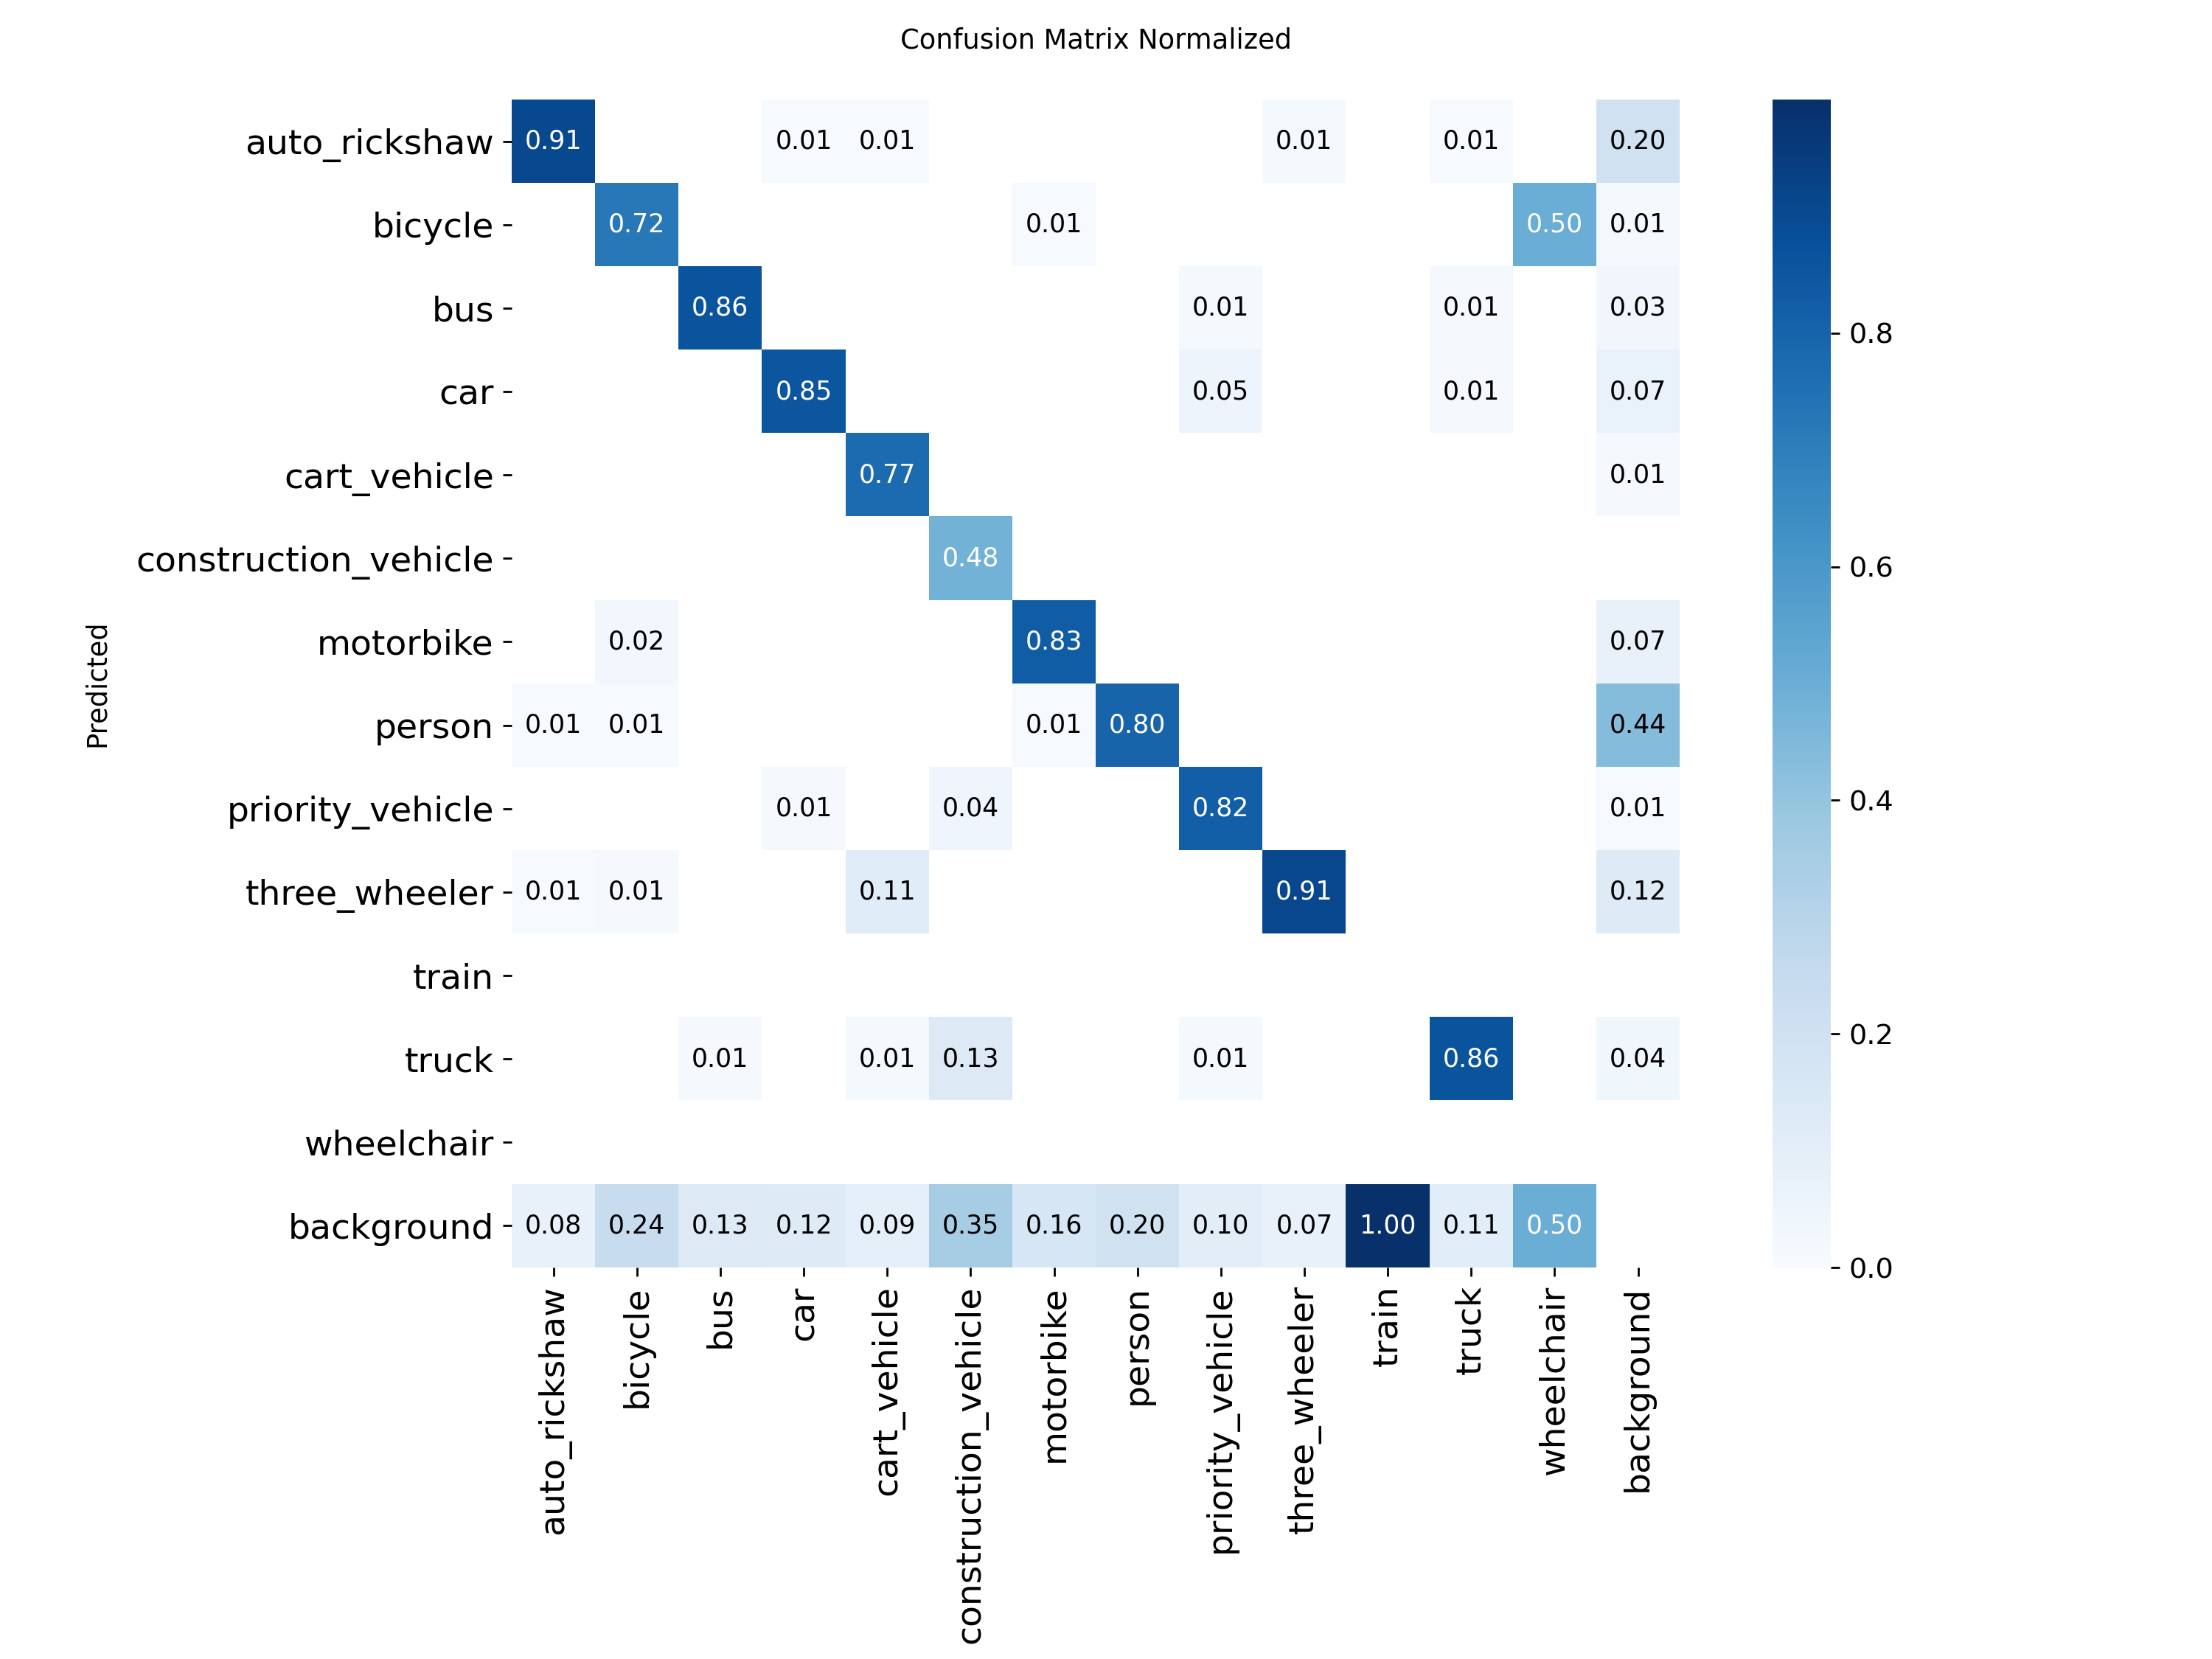 Confusion Matrix Normalized
auto_rickshaw 0.91 0.01 0.01 0.01 0.01 0.20
bicycle 0.72 0.01 0.50 0.01
bus 0.86 0.01 0.01 0.03
car 0.85 0.05 0.01 0.07
cart_vehicle 0.77 0.01
construction_vehicle 0.48
motorbike 0.02 0.83 0.07
person 0.01 0.01 0.01 0.80 0.44
priority_vehicle 0.01 0.04 0.82 0.01
three_wheeler 0.01 0.01 0.11 0.91 0.12
train
truck 0.01 0.01 0.13 0.01 0.86 0.04
wheelchair
background 0.08 0.24 0.13 0.12 0.09 0.35 0.16 0.20 0.10 0.07 1.00 0.11 0.50
Predicted
auto_rickshaw
bicycle
bus
car
cart_vehicle
construction_vehicle
motorbike
person
priority_vehicle
three_wheeler
train
truck
wheelchair
background
0.8
0.6
0.4
0.2
0.0